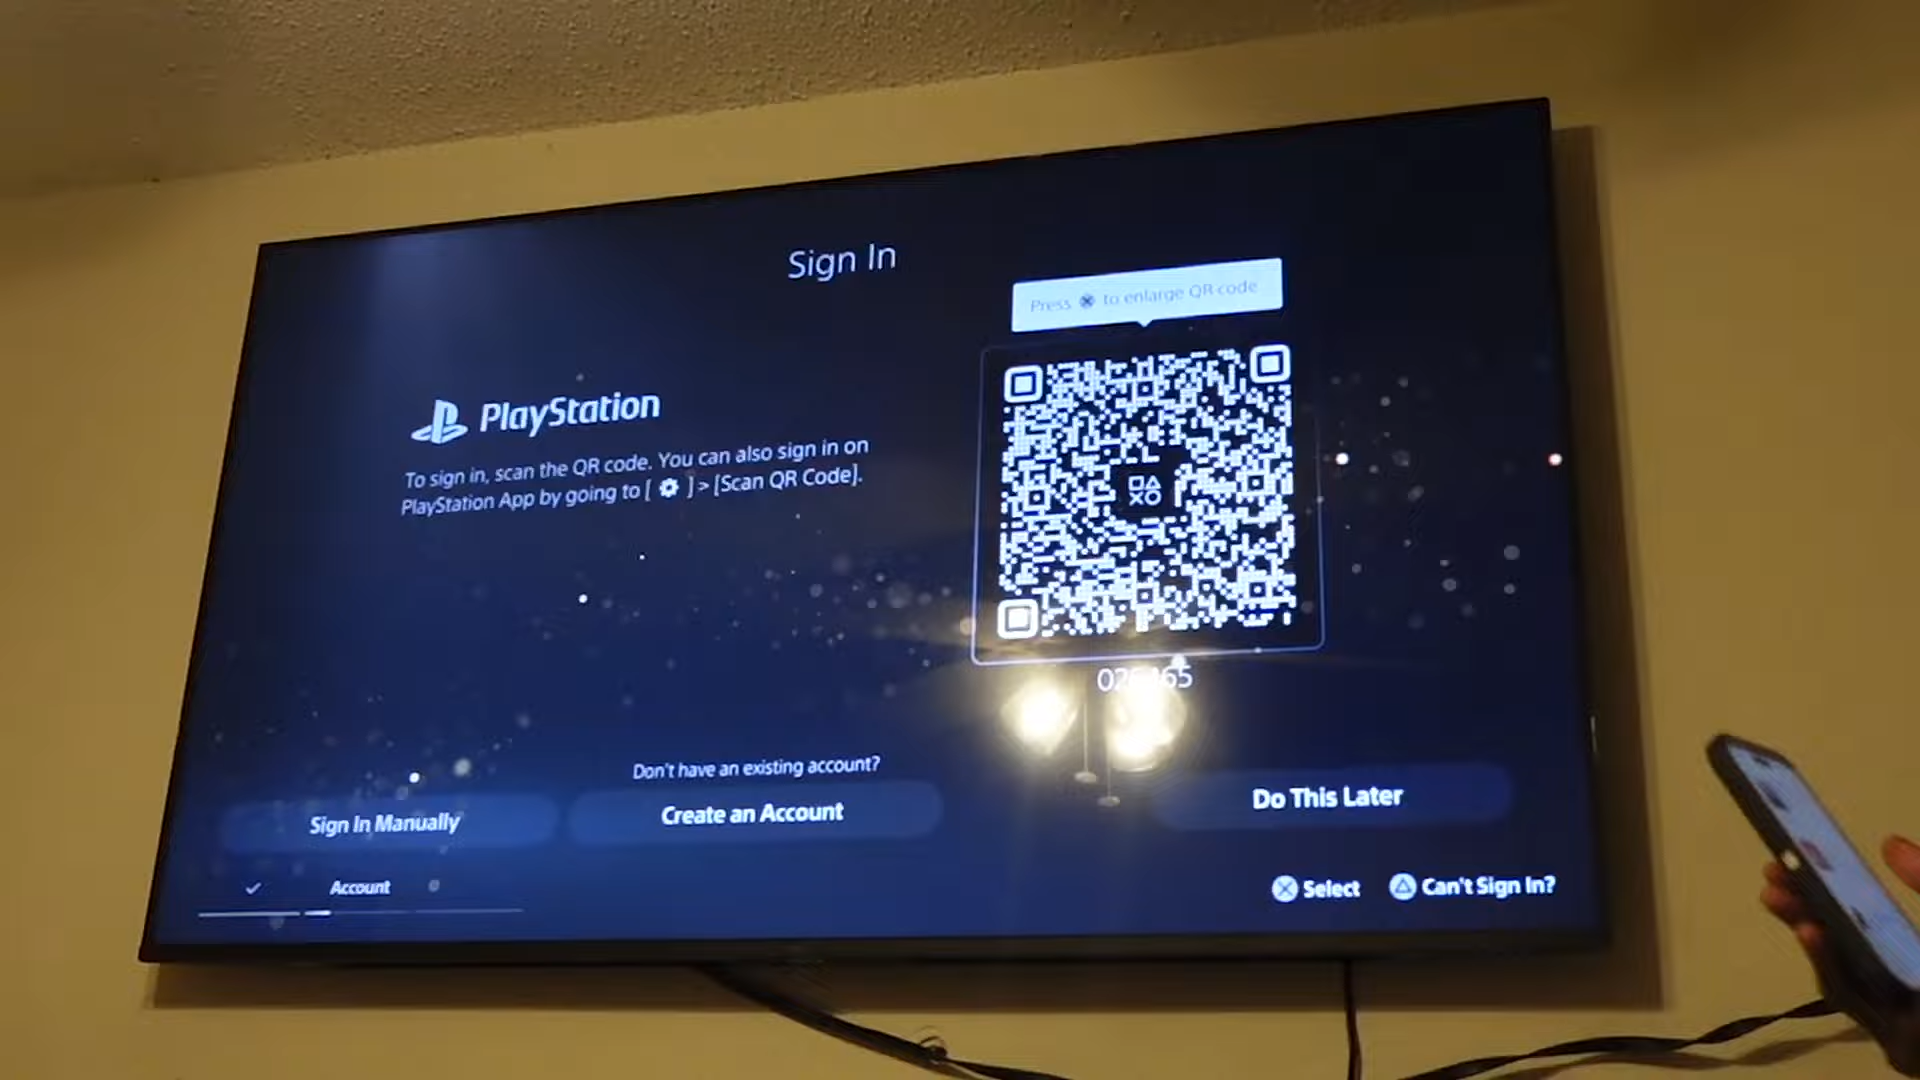 Sign In
Press ⊗ to enlarge QR code
PlayStation
To sign in, scan the QR code. You can also sign in on
PlayStation App by going to [ ⚙ ] > [Scan QR Code].
Don't have an existing account?
Sign In Manually
Create an Account
Do This Later
Account
Select
Can't Sign In?